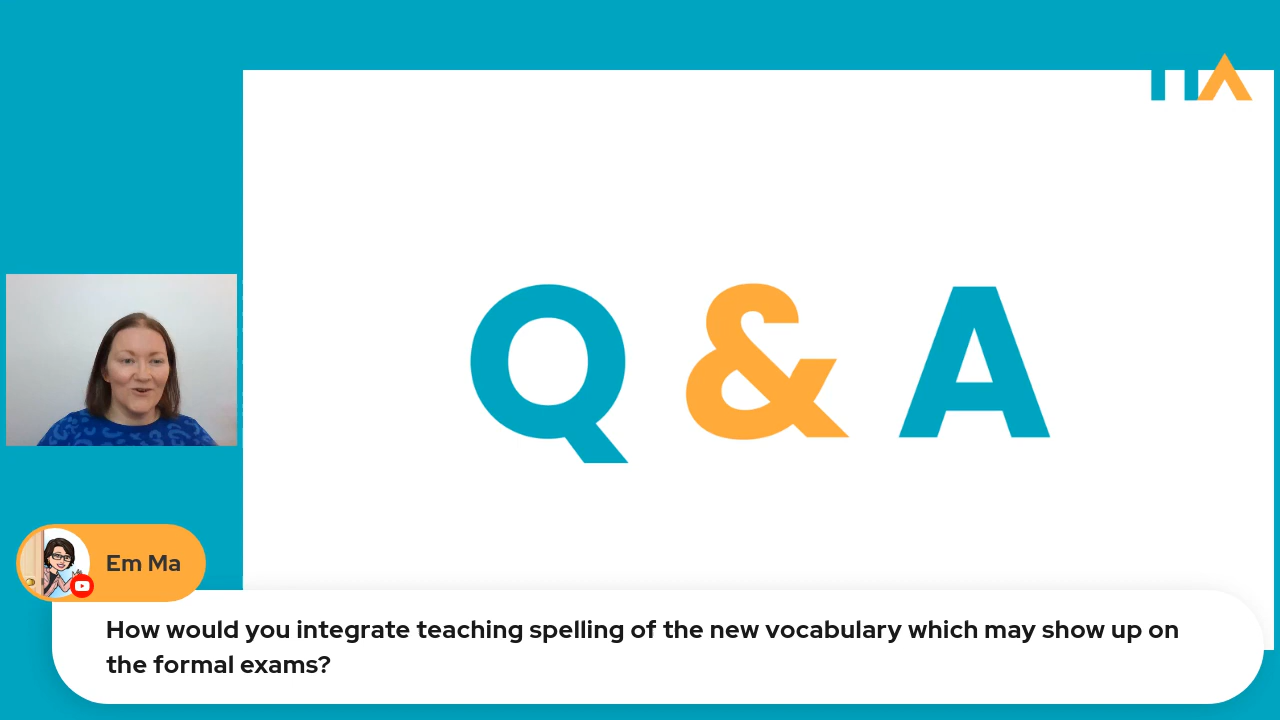 Q & A
Em Ma
How would you integrate teaching spelling of the new vocabulary which may show up on
the formal exams?